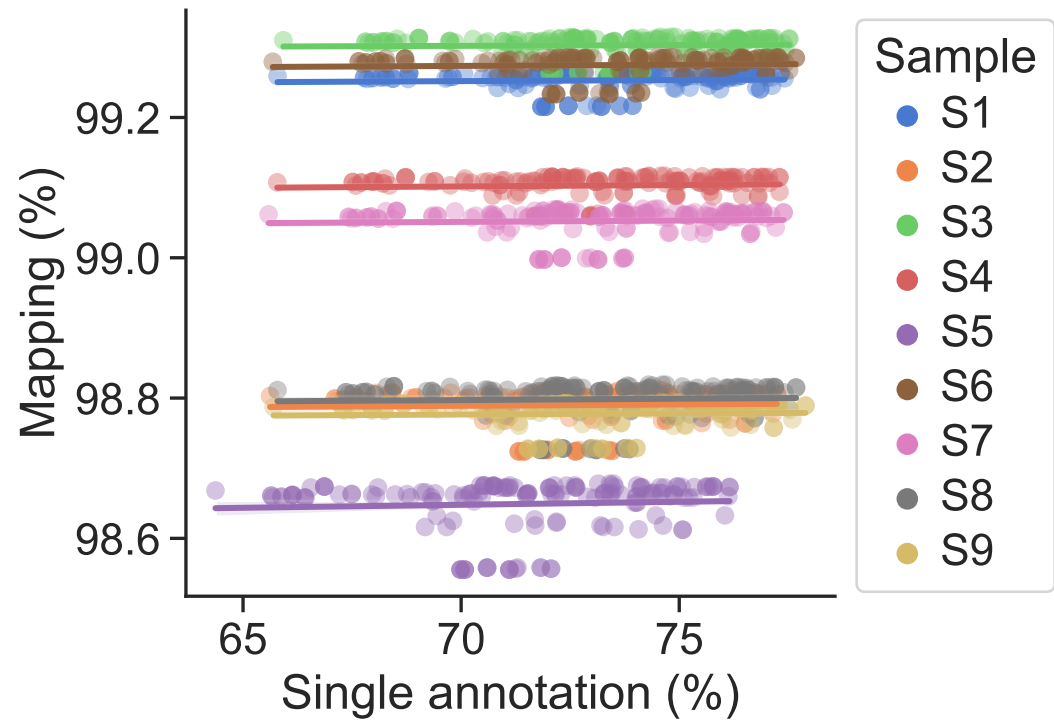 99.2
99.0
98.8
98.6
Mapping (%)
65
70
75
Single annotation (%)
Sample
S1
S2
S3
S4
S5
S6
S7
S8
S9